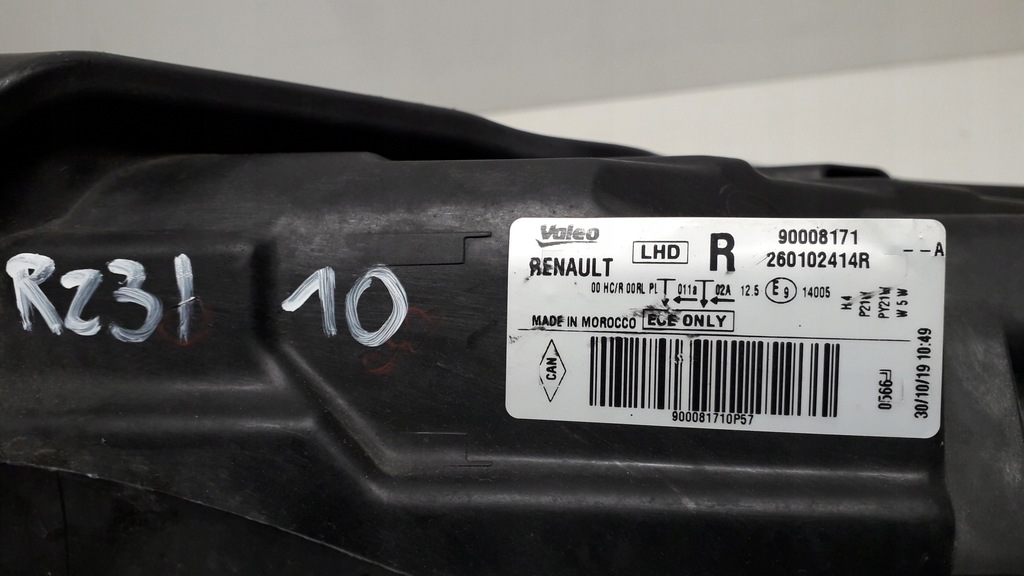 R231 10
Valeo
RENAULT
LHD
R
90008171
260102414R
--A
00 HC/R 00RL PL 011a 02A 12.5 E9 14005
H4
P21W
PY21W
W5W
MADE IN MOROCCO ECE ONLY
CAN
900081710P57
0566
30/10/19 10:49